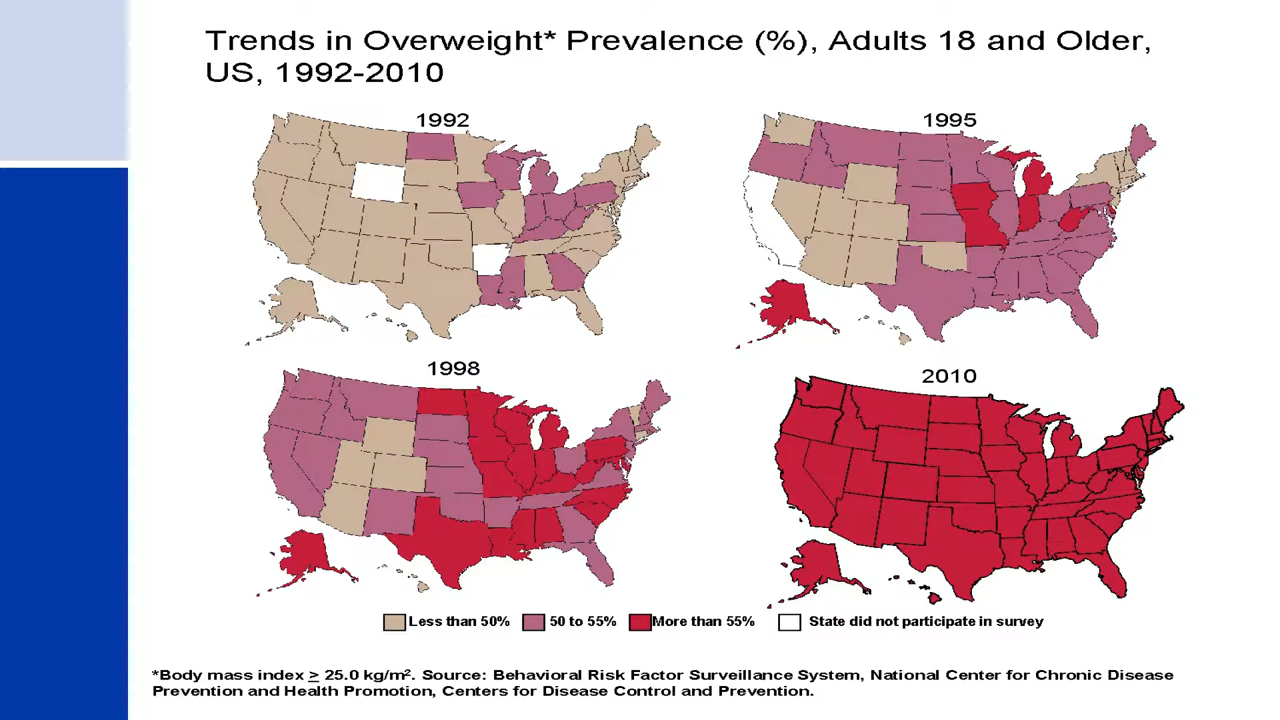 Trends in Overweight* Prevalence (%), Adults 18 and Older,
US, 1992-2010
1992
1995
1998
2010
Less than 50%
50 to 55%
More than 55%
State did not participate in survey
*Body mass index ≥ 25.0 kg/m². Source: Behavioral Risk Factor Surveillance System, National Center for Chronic Disease
Prevention and Health Promotion, Centers for Disease Control and Prevention.